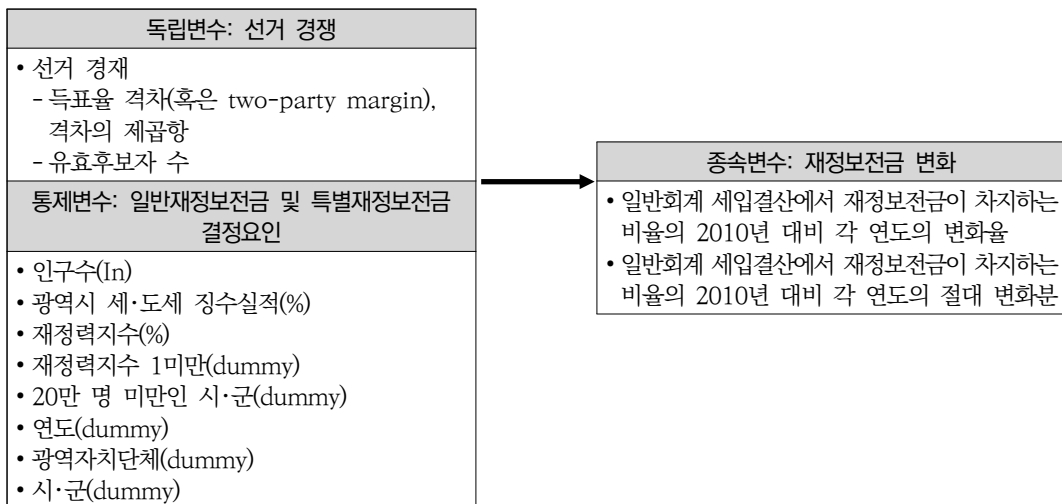 독립변수: 선거 경쟁
• 선거 경재
- 득표율 격차(혹은 two-party margin),
격차의 제곱항
- 유효후보자 수
통제변수: 일반재정보전금 및 특별재정보전금
결정요인
• 인구수(In)
• 광역시 세·도세 징수실적(%)
• 재정력지수(%)
• 재정력지수 1미만(dummy)
• 20만 명 미만인 시·군(dummy)
• 연도(dummy)
• 광역자치단체(dummy)
• 시·군(dummy)
종속변수: 재정보전금 변화
• 일반회계 세입결산에서 재정보전금이 차지하는
비율의 2010년 대비 각 연도의 변화율
• 일반회계 세입결산에서 재정보전금이 차지하는
비율의 2010년 대비 각 연도의 절대 변화분